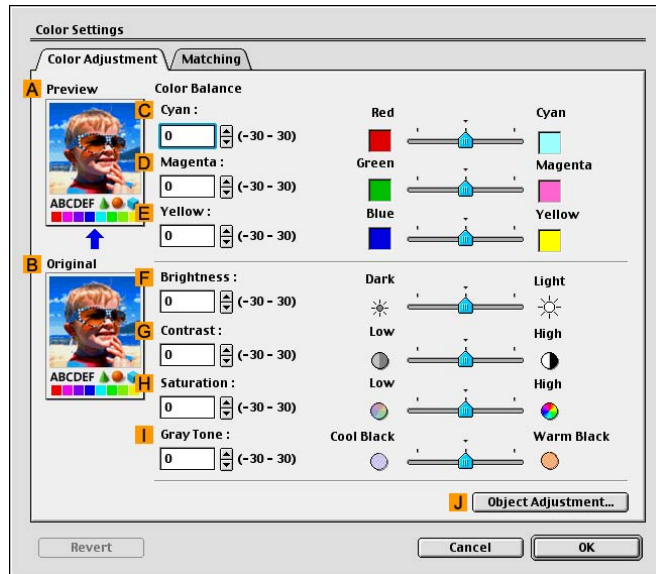 Color Settings
Color Adjustment Matching
A Preview
Color Balance
C Cyan :
0 (-30 - 30)
Red Cyan
D Magenta :
0 (-30 - 30)
Green Magenta
E Yellow :
0 (-30 - 30)
Blue Yellow
ABCDEF
B Original
F Brightness :
0 (-30 - 30)
Dark Light
G Contrast :
0 (-30 - 30)
Low High
ABCDEF
H Saturation :
0 (-30 - 30)
Low High
I Gray Tone :
0 (-30 - 30)
Cool Black Warm Black
J Object Adjustment...
Revert Cancel OK